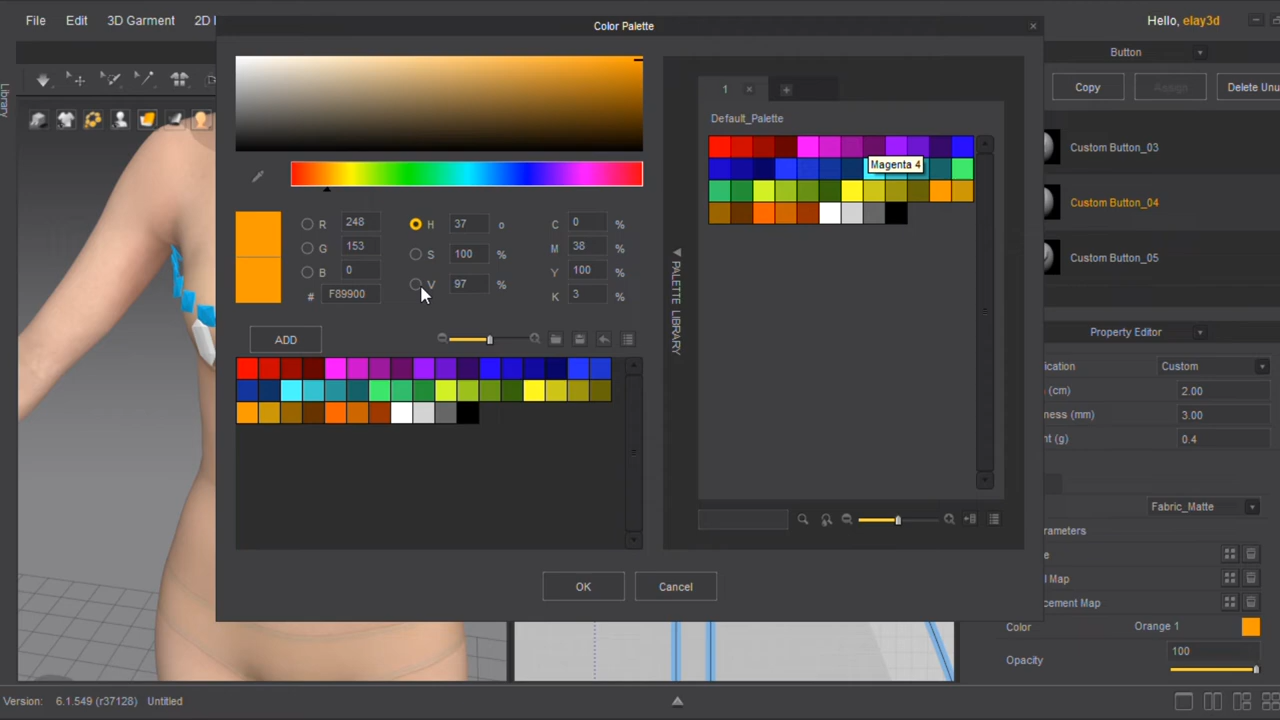 File Edit 3D Garment 2D
Color Palette
Hello, elay3d
Library
Button
Copy Assign Delete Unu
1
Default_Palette
Magenta 4
Custom Button_03
Custom Button_04
Custom Button_05
R 248 H 37 o C 0 %
G 153 S 100 % M 38 %
B 0 V 97 % Y 100 %
# F89900 K 3 %
PALETTE LIBRARY
ADD
Property Editor
ication Custom
(cm) 2.00
ness (mm) 3.00
t (g) 0.4
Fabric_Matte
rameters
e
l Map
cement Map
OK Cancel
Color Orange 1
Opacity 100
Version: 6.1.549 (r37128) Untitled